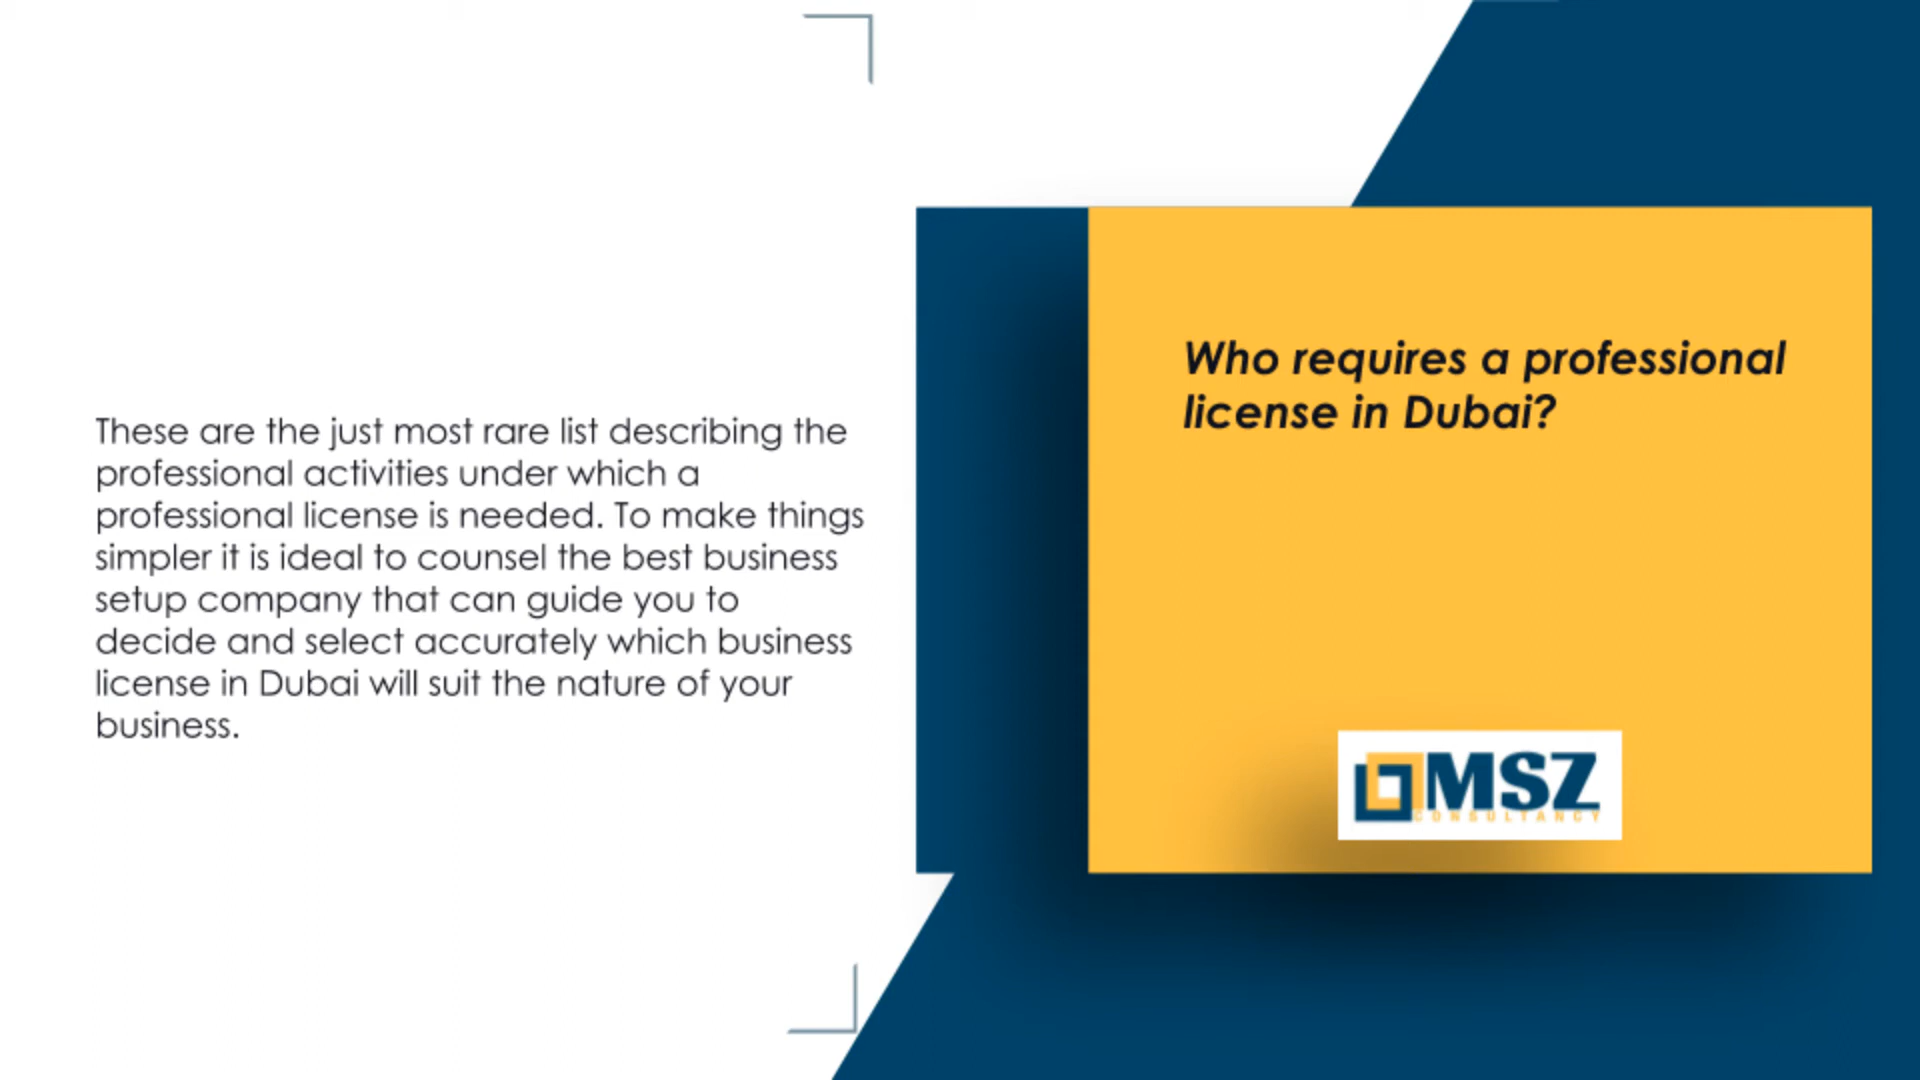 These are the just most rare list describing the
professional activities under which a
professional license is needed. To make things
simpler it is ideal to counsel the best business
setup company that can guide you to
decide and select accurately which business
license in Dubai will suit the nature of your
business.
Who requires a professional
license in Dubai?
MSZ
CONSULTANCY